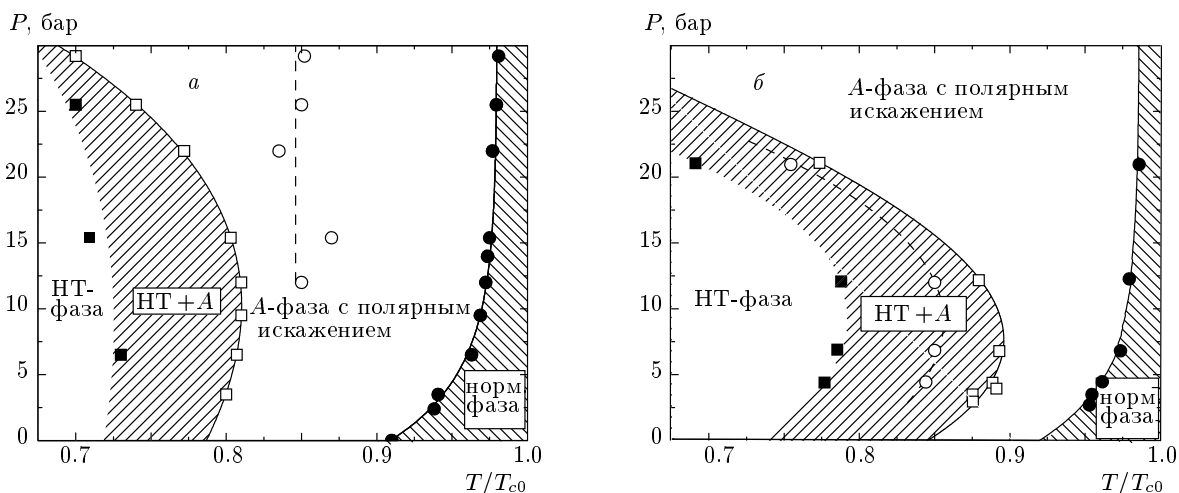 P, бар
25
20
15
10
5
0
0.7
0.8
0.9
1.0
T/Tc0
а
НТ-
фаза
НТ + A
A-фаза с полярным
искажением
норм
фаза
P, бар
25
20
15
10
5
0
0.7
0.8
0.9
1.0
T/Tc0
б
A-фаза с полярным
искажением
НТ-фаза
НТ + A
норм
фаза